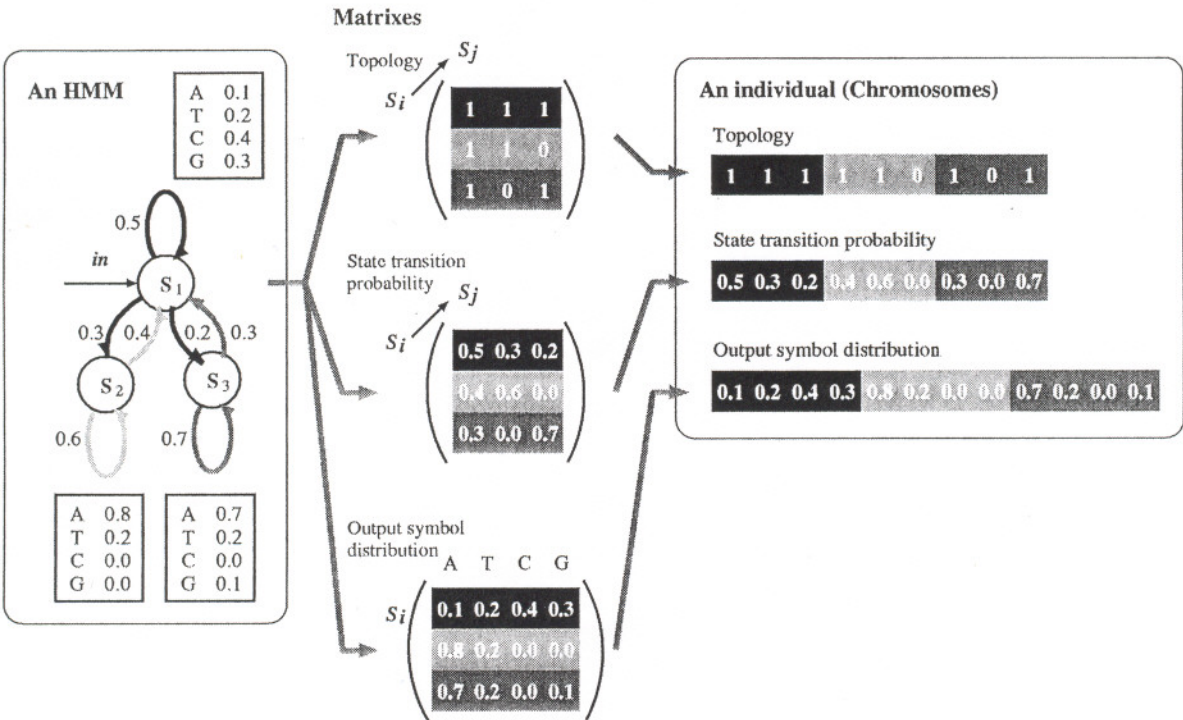 Matrixes
An HMM
A 0.1
T 0.2
C 0.4
G 0.3
0.5
in
S1
0.3 0.4 0.2 0.3
S2 S3
0.6 0.7
A 0.8
T 0.2
C 0.0
G 0.0
A 0.7
T 0.2
C 0.0
G 0.1
Topology
Sj
Si
1 1 1
1 1 0
1 0 1
State transition
probability
Sj
Si
0.5 0.3 0.2
0.4 0.6 0.0
0.3 0.0 0.7
Output symbol
distribution
A T C G
Si
0.1 0.2 0.4 0.3
0.8 0.2 0.0 0.0
0.7 0.2 0.0 0.1
An individual (Chromosomes)
Topology
1 1 1 1 1 0 1 0 1
State transition probability
0.5 0.3 0.2 0.4 0.6 0.0 0.3 0.0 0.7
Output symbol distribution
0.1 0.2 0.4 0.3 0.8 0.2 0.0 0.0 0.7 0.2 0.0 0.1